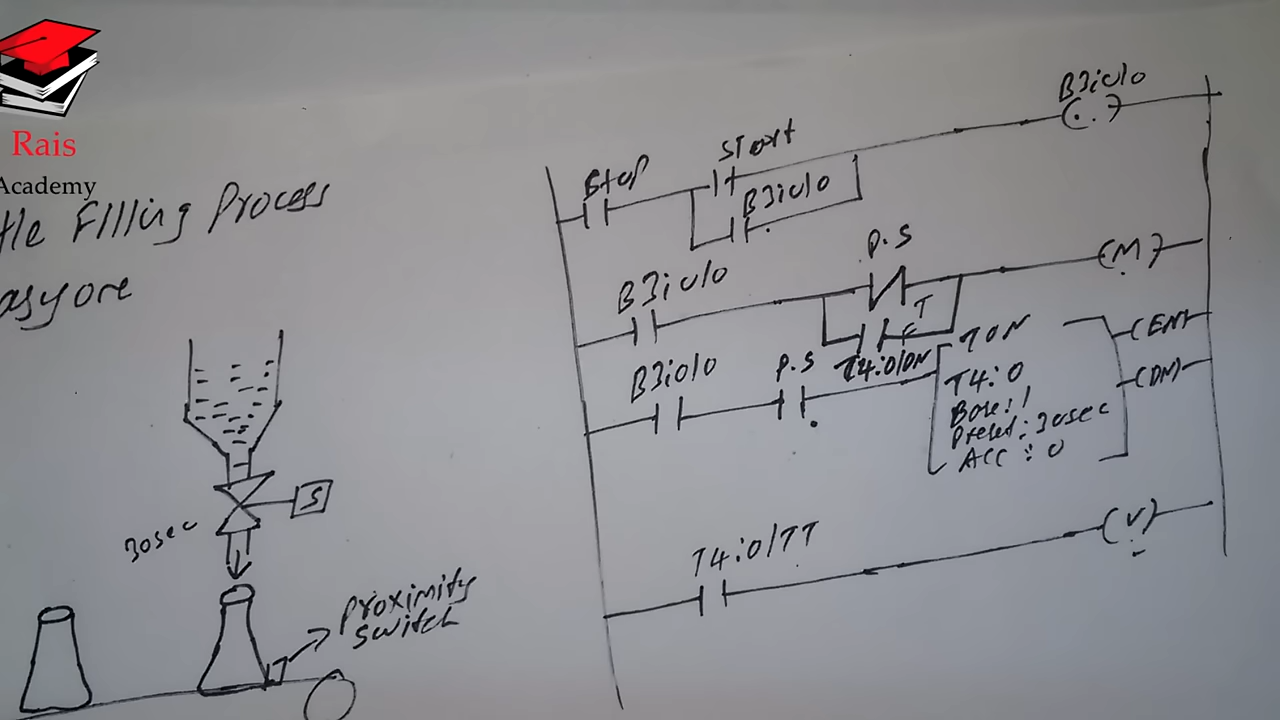 Rais
Academy
tle Filling Process
asy one
30sec
S
Proximity
switch
B3:0/0
Stop
Start
B3:0/0
P.S
B3:0/0
M
T4:0/DN
B3:0/0
P.S
TON
EN
T4:0
DN
Base: 1
Preset: 30sec
Acc : 0
T4:0/TT
V